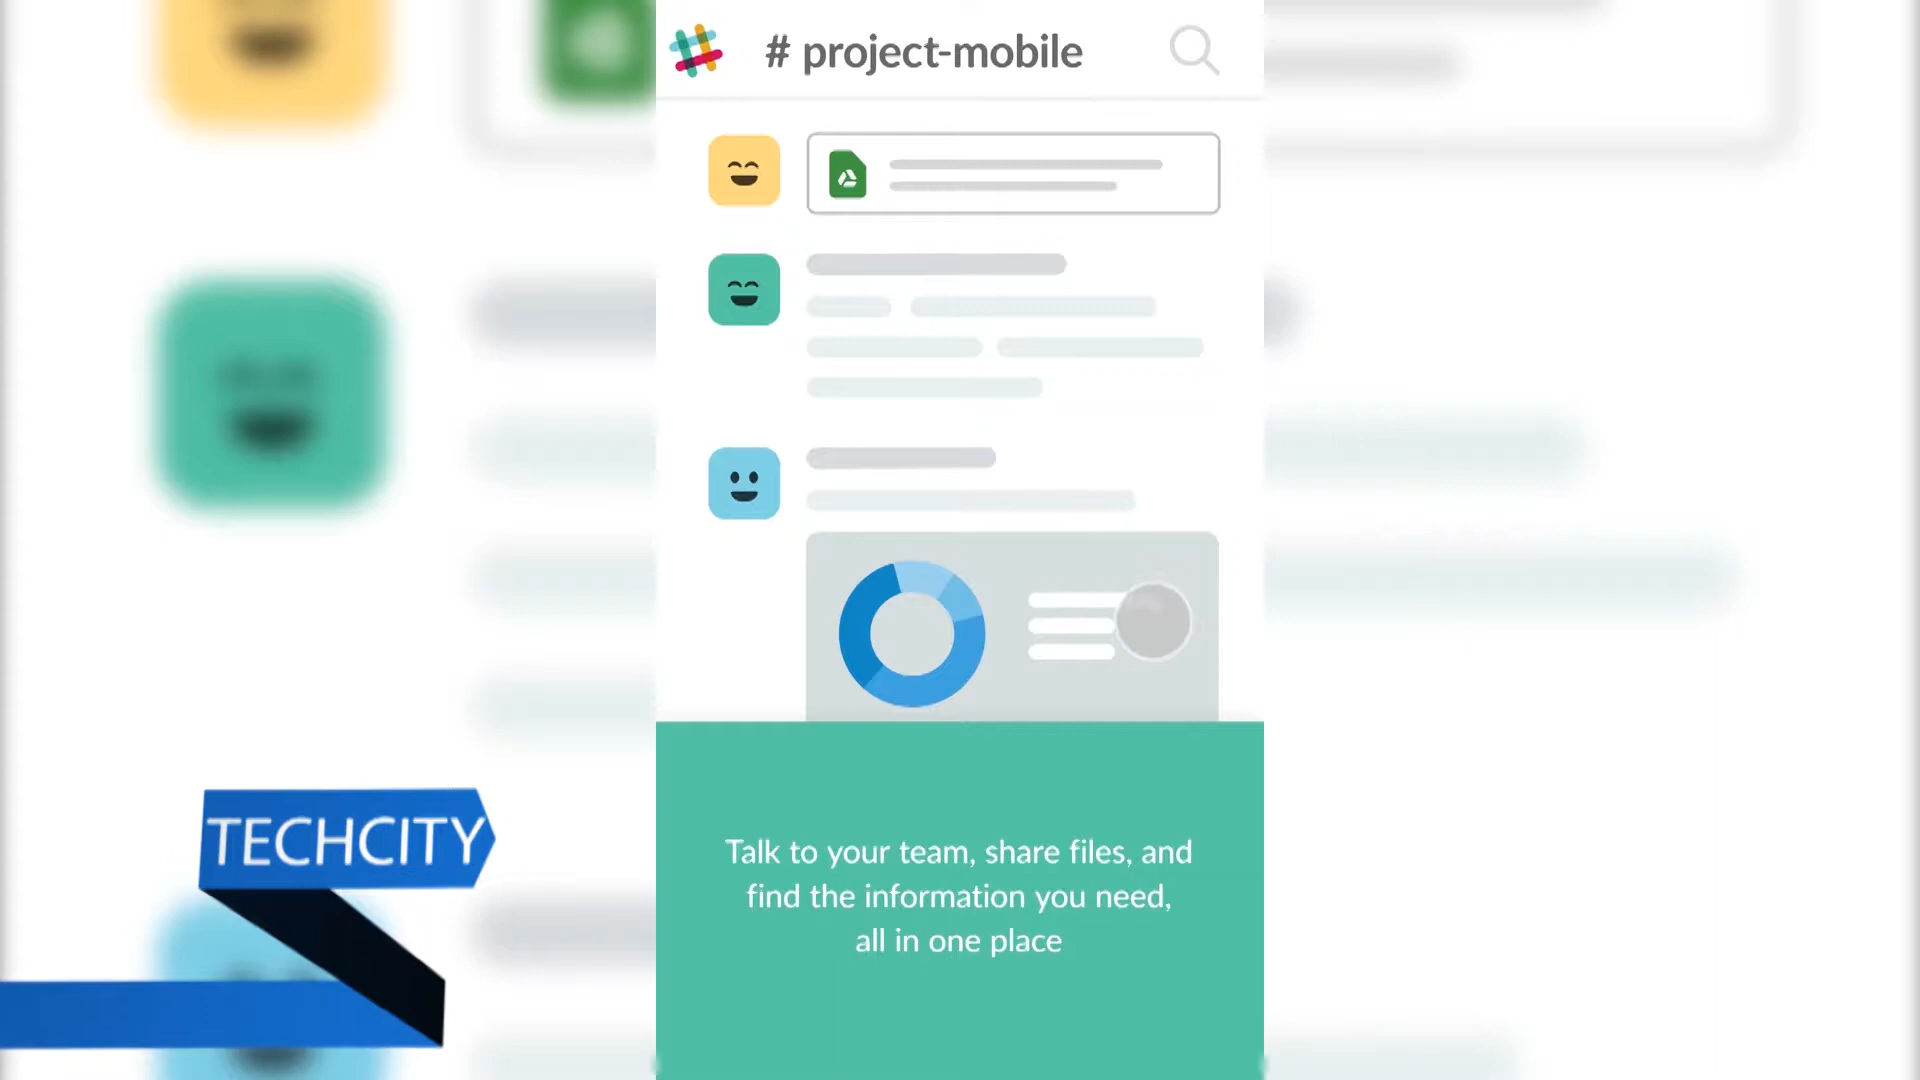 # project-mobile
TECHCITY
Talk to your team, share files, and
find the information you need,
all in one place